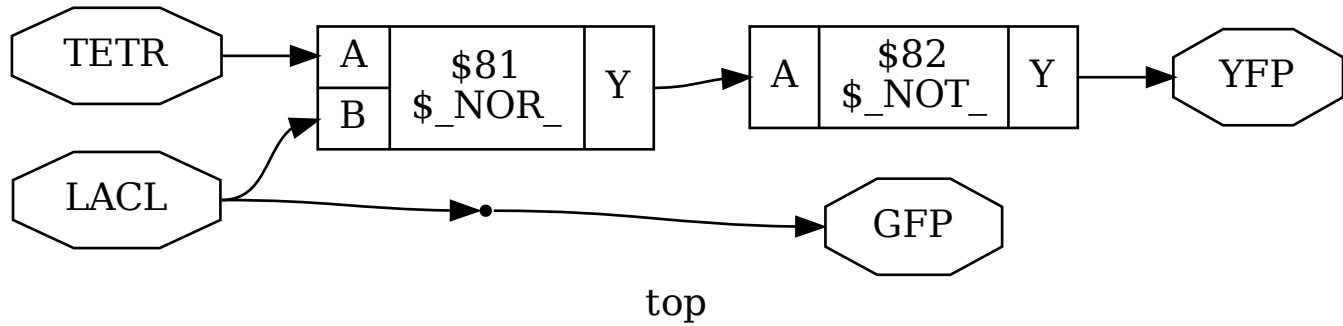 TETR
A
B
$81
$_NOR_
Y
A
$82
$_NOT_
Y
YFP
LACL
GFP
top